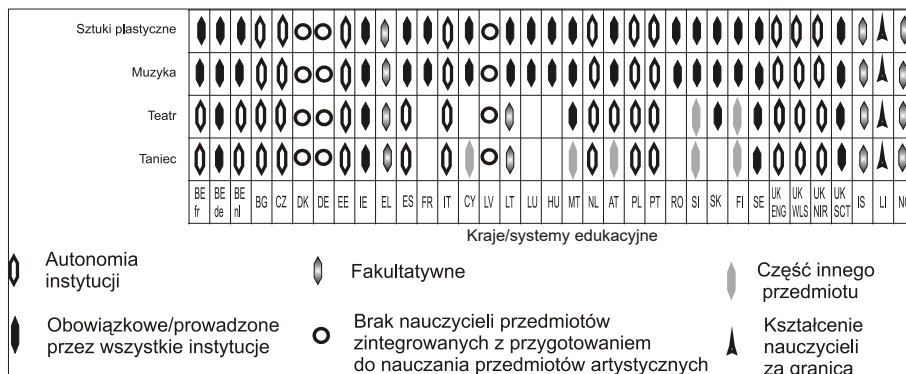 Sztuki plastyczne
Muzyka
Teatr
Taniec
BE fr BE de BE nl BG CZ DK DE EE IE EL ES FR IT CY LV LT LU HU MT NL AT PL PT RO SI SK FI SE UK ENG UK WLS UK NIR UK SCT IS LI NO
Kraje/systemy edukacyjne
Autonomia
instytucji
Fakultatywne
Część innego
przedmiotu
Obowiązkowe/prowadzone
przez wszystkie instytucje
Brak nauczycieli przedmiotów
zintegrowanych z przygotowaniem
do nauczania przedmiotów artystycznych
Kształcenie
nauczycieli
za granica